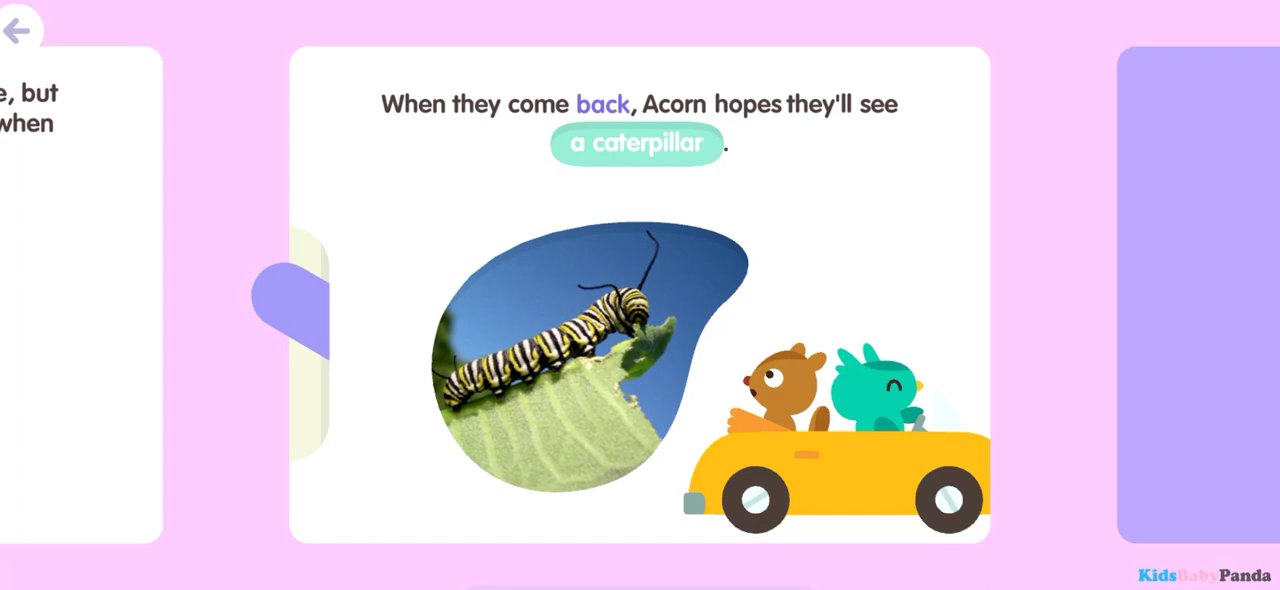 e, but
when
When they come back, Acorn hopes they'll see
a caterpillar.
KidsBabyPanda